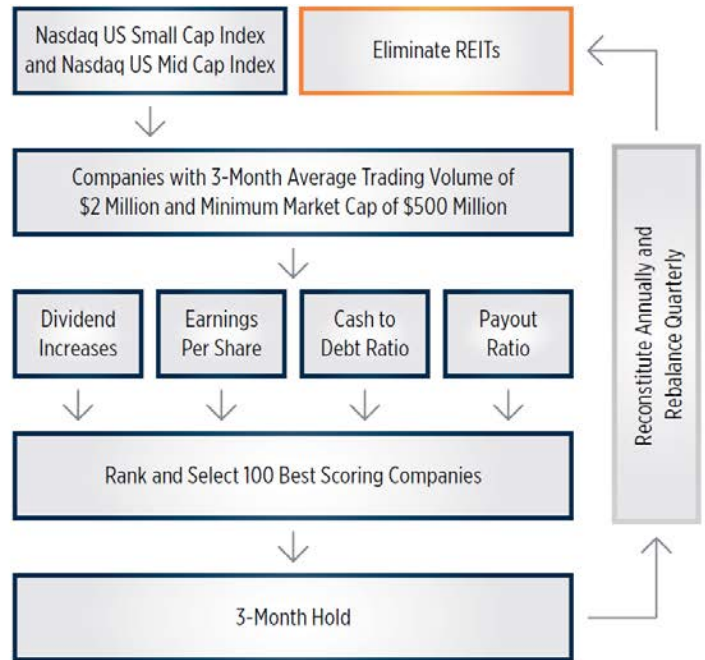 Nasdaq US Small Cap Index
and Nasdaq US Mid Cap Index
Eliminate REITs
Companies with 3-Month Average Trading Volume of
$2 Million and Minimum Market Cap of $500 Million
Dividend
Increases
Earnings
Per Share
Cash to
Debt Ratio
Payout
Ratio
Rank and Select 100 Best Scoring Companies
3-Month Hold
Reconstitute Annually and
Rebalance Quarterly